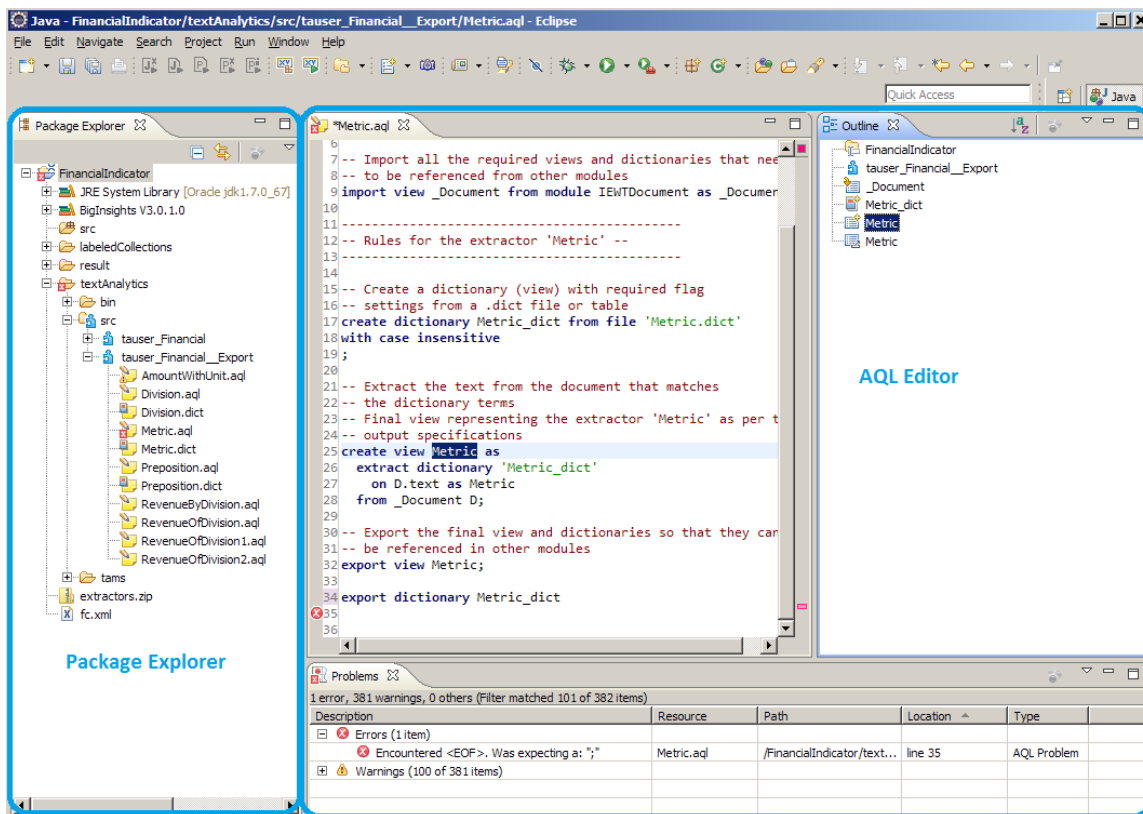 Java - FinancialIndicator/textAnalytics/src/tauser_Financial__Export/Metric.aql - Eclipse
File Edit Navigate Search Project Run Window Help
Quick Access
Java
Package Explorer
FinancialIndicator
JRE System Library [Oracle jdk1.7.0_67]
BigInsights V3.0.1.0
src
labeledCollections
result
textAnalytics
bin
src
tauser_Financial
tauser_Financial__Export
AmountWithUnit.aql
Division.aql
Division.dict
Metric.aql
Metric.dict
Preposition.aql
Preposition.dict
RevenueByDivision.aql
RevenueOfDivision.aql
RevenueOfDivision1.aql
RevenueOfDivision2.aql
tams
extractors.zip
fc.xml
Package Explorer
*Metric.aql
6
7 -- Import all the required views and dictionaries that nee
8 -- to be referenced from other modules
9 import view _Document from module IEWTDocument as _Documen
10
11 ---------------------------------------------
12 -- Rules for the extractor 'Metric' --
13 ---------------------------------------------
14
15 -- Create a dictionary (view) with required flag
16 -- settings from a .dict file or table
17 create dictionary Metric_dict from file 'Metric.dict'
18 with case insensitive
19 ;
20
21 -- Extract the text from the document that matches
22 -- the dictionary terms
23 -- Final view representing the extractor 'Metric' as per t
24 -- output specifications
25 create view Metric as
26 extract dictionary 'Metric_dict'
27 on D.text as Metric
28 from _Document D;
29
30 -- Export the final view and dictionaries so that they can
31 -- be referenced in other modules
32 export view Metric;
33
34 export dictionary Metric_dict
35
36
Outline
FinancialIndicator
tauser_Financial__Export
_Document
Metric_dict
Metric
Metric
AQL Editor
Problems
1 error, 381 warnings, 0 others (Filter matched 101 of 382 items)
Description Resource Path Location Type
Errors (1 item)
Encountered <EOF>. Was expecting a: ";" Metric.aql /FinancialIndicator/text... line 35 AQL Problem
Warnings (100 of 381 items)